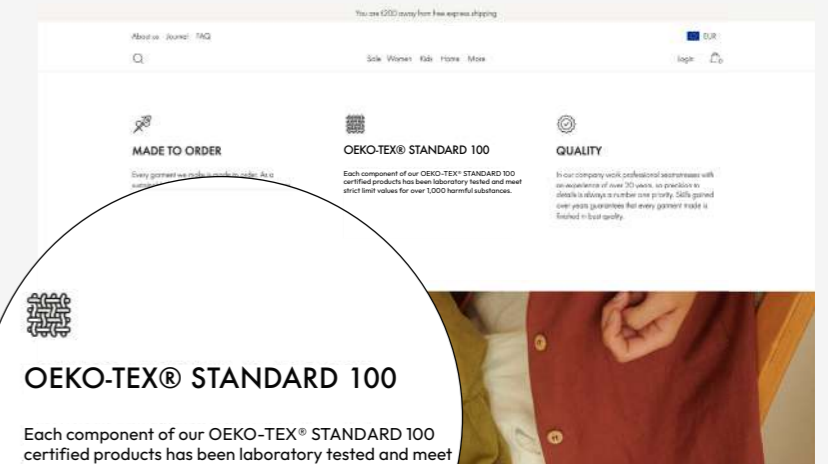 You are €200 away from free express shipping
About us Journal FAQ
EUR
Sale Women Kids Home More
login
0
MADE TO ORDER
Every garment we make is made to order. As a
OEKO-TEX® STANDARD 100
Each component of our OEKO-TEX® STANDARD 100
certified products has been laboratory tested and meet
strict limit values for over 1,000 harmful substances.
QUALITY
In our company work professional seamstresses with
an experience of over 20 years, so precision to
details is always a number one priority. Skills gained
over years guarantees that every garment made is
finished in best quality.
OEKO-TEX® STANDARD 100
Each component of our OEKO-TEX® STANDARD 100
certified products has been laboratory tested and meet